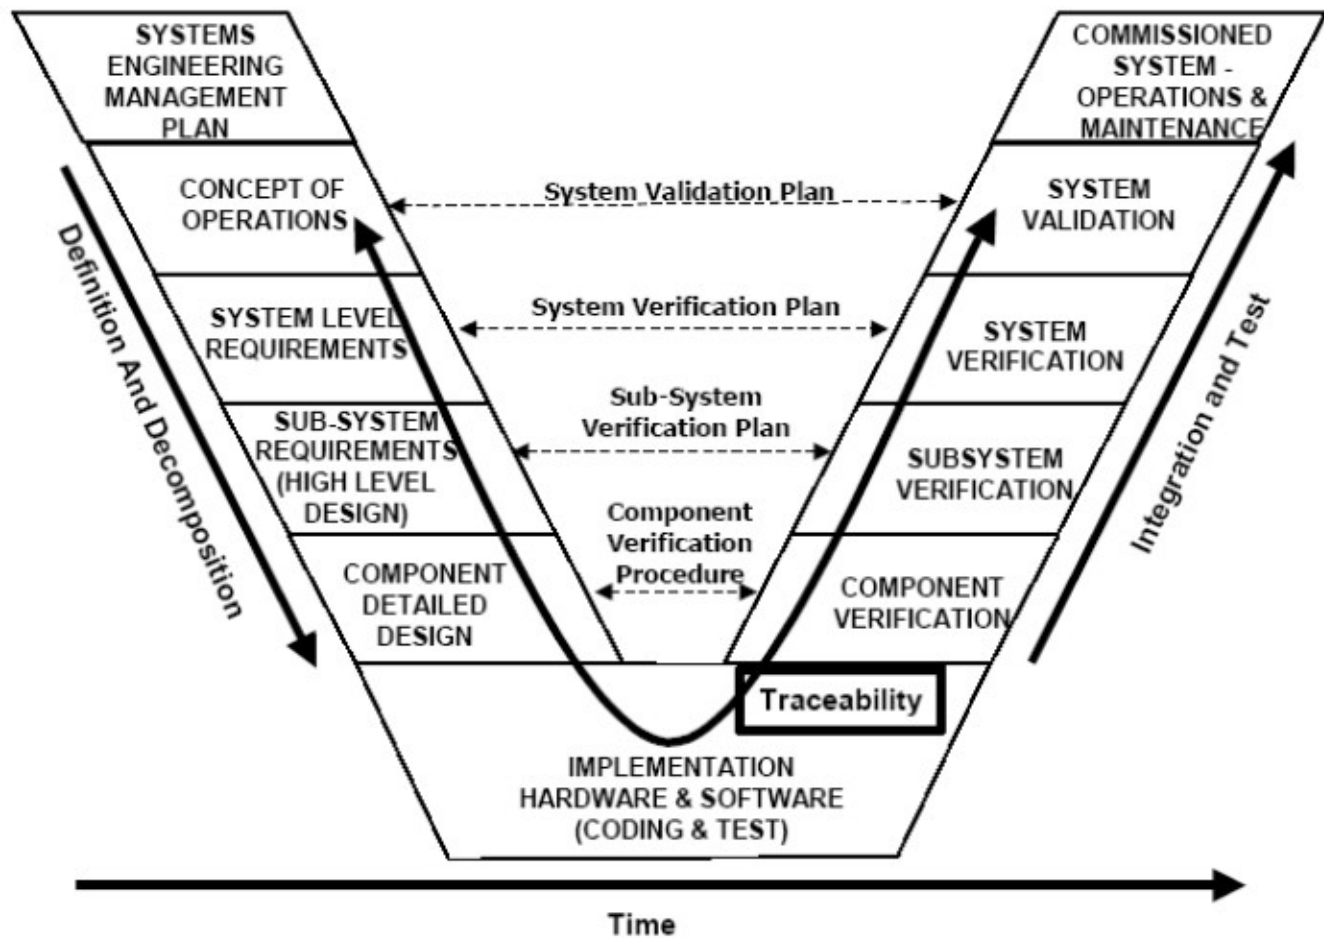 SYSTEMS
ENGINEERING
MANAGEMENT
PLAN
COMMISSIONED
SYSTEM -
OPERATIONS &
MAINTENANCE
CONCEPT OF
OPERATIONS
System Validation Plan
SYSTEM
VALIDATION
Definition And Decomposition
SYSTEM LEVEL
REQUIREMENTS
System Verification Plan
SYSTEM
VERIFICATION
Integration and Test
SUB-SYSTEM
REQUIREMENTS
(HIGH LEVEL
DESIGN)
Sub-System
Verification Plan
SUBSYSTEM
VERIFICATION
COMPONENT
DETAILED
DESIGN
Component
Verification
Procedure
COMPONENT
VERIFICATION
Traceability
IMPLEMENTATION
HARDWARE & SOFTWARE
(CODING & TEST)
Time